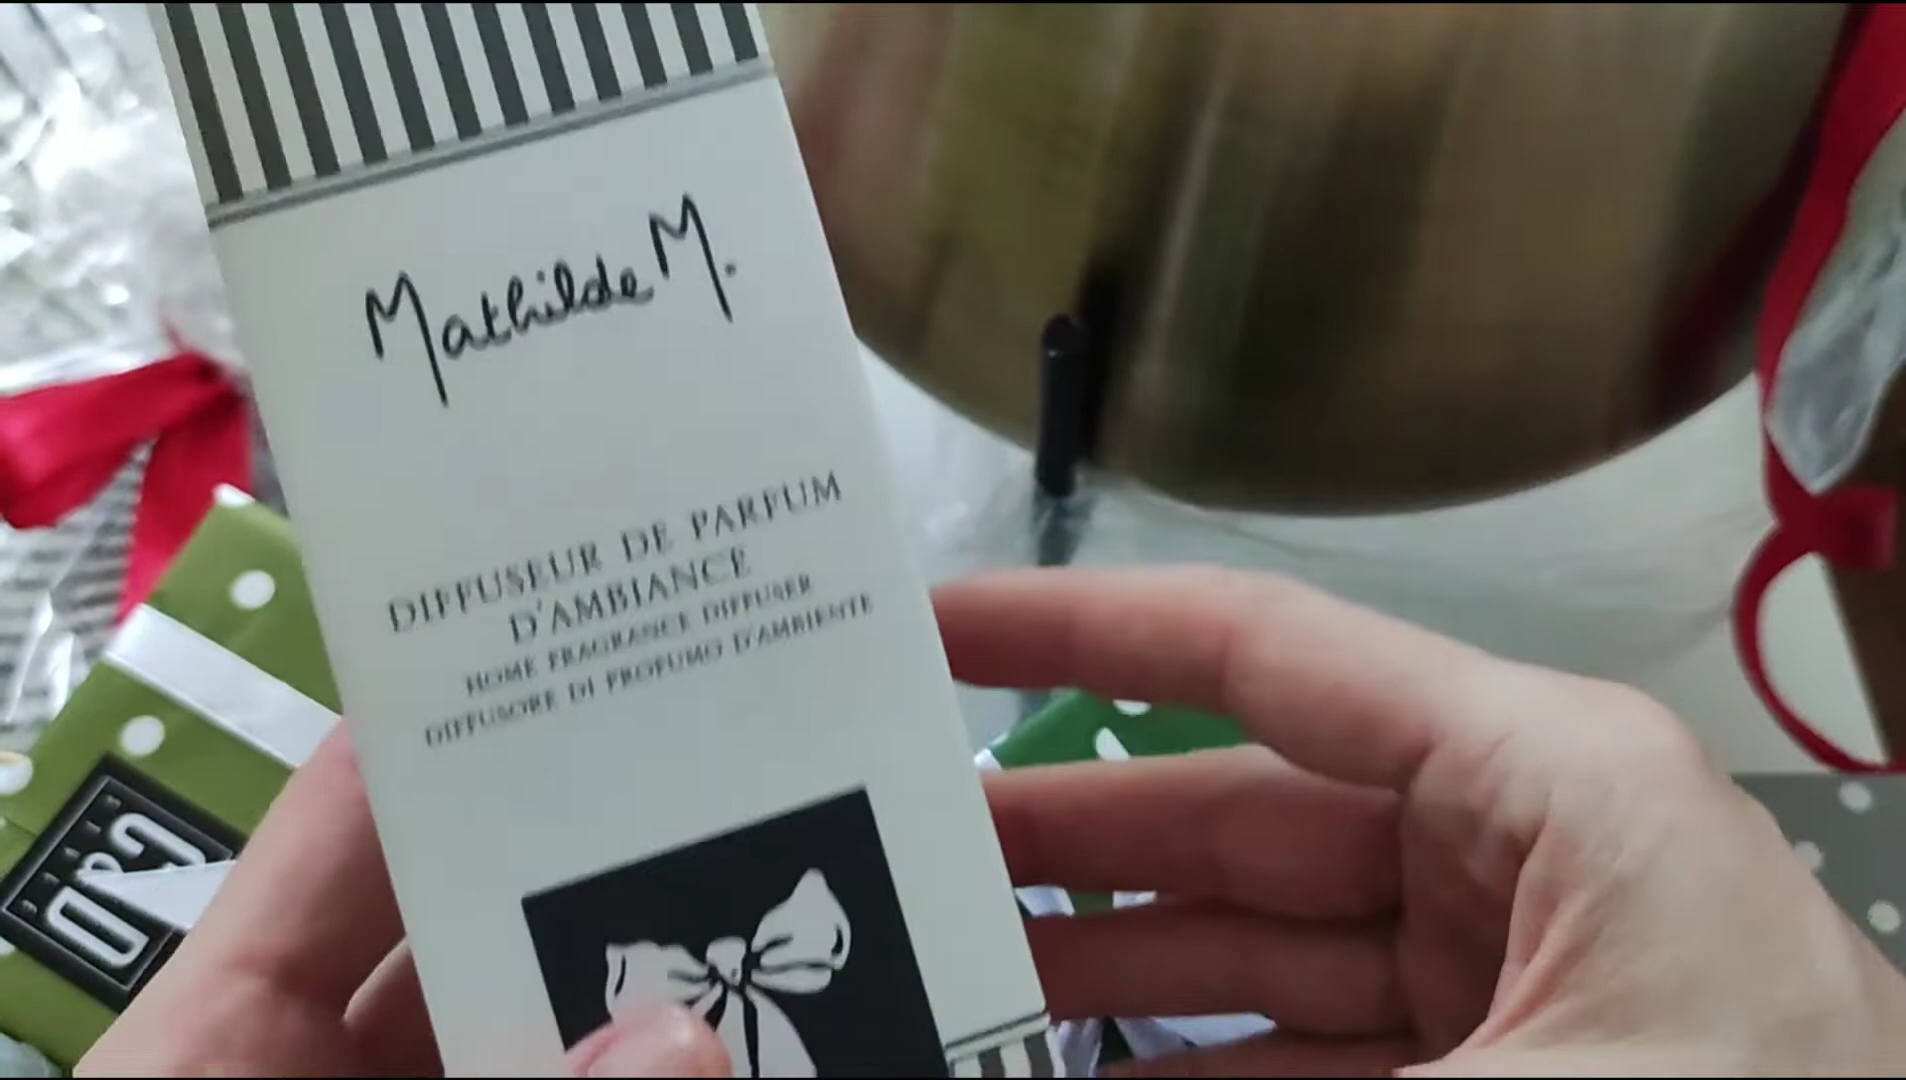 Mathilde M.
DIFFUSEUR DE PARFUM
D'AMBIANCE
HOME FRAGRANCE DIFFUSER
DIFFUSORE DI PROFUMO D'AMBIENTE